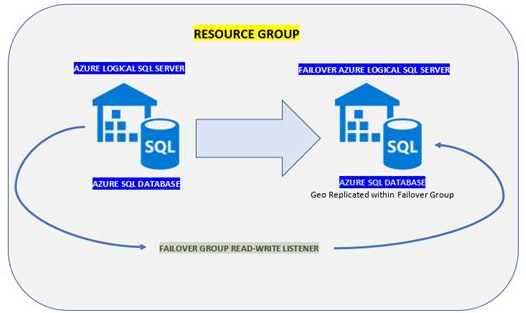 RESOURCE GROUP
AZURE LOGICAL SQL SERVER
FAILOVER AZURE LOGICAL SQL SERVER
SQL
SQL
AZURE SQL DATABASE
AZURE SQL DATABASE
Geo Replicated within Failover Group
FAILOVER GROUP READ-WRITE LISTENER